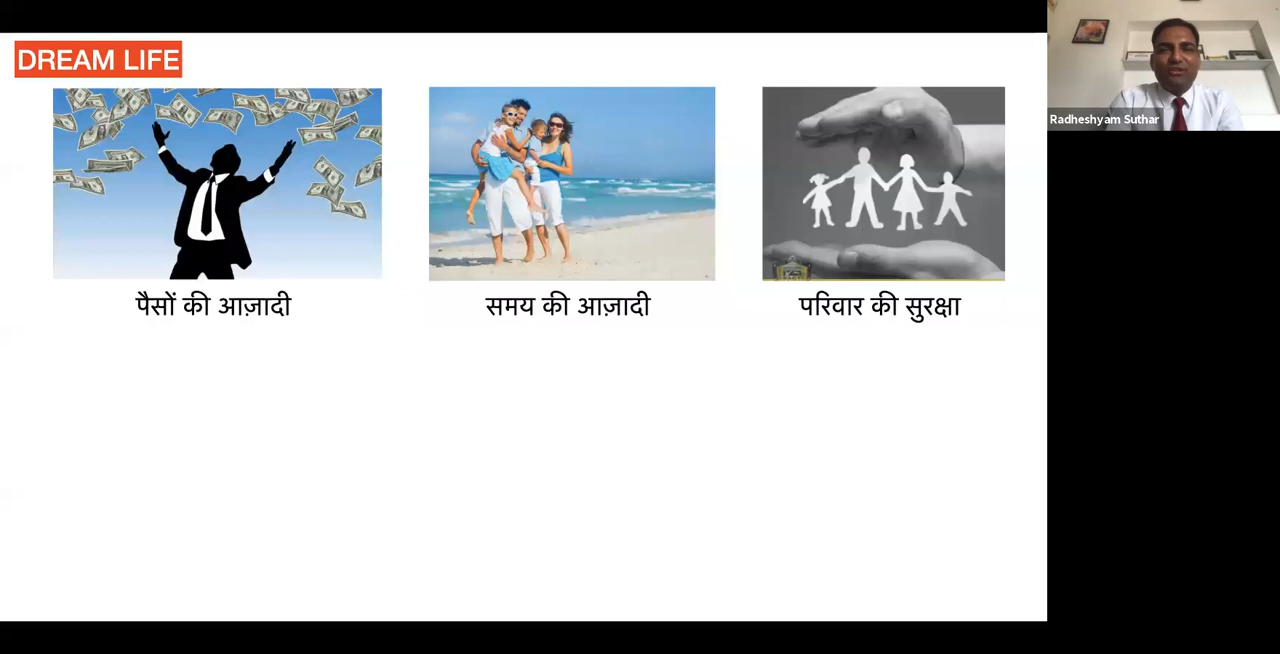 DREAM LIFE
पैसों की आज़ादी
समय की आज़ादी
परिवार की सुरक्षा
Radheshyam Suthar